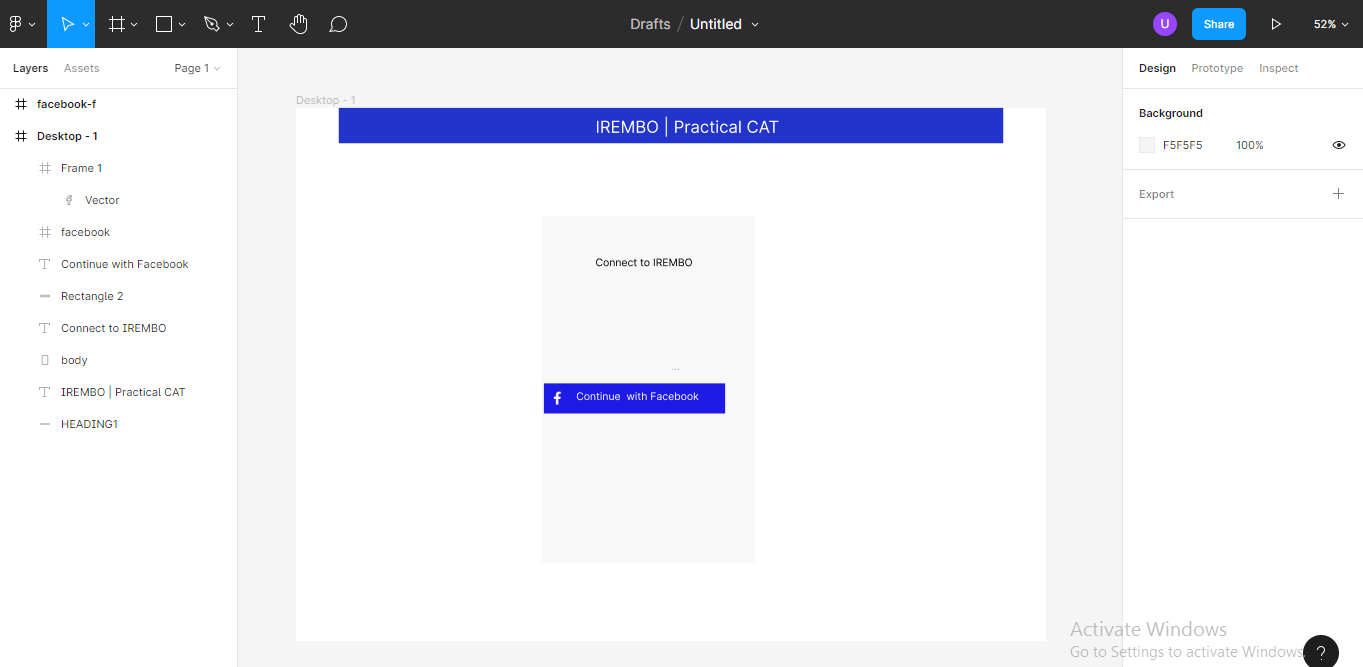 Drafts / Untitled
U
Share
52%
Layers
Assets
Page 1
Design
Prototype
Inspect
facebook-f
Desktop - 1
Frame 1
Vector
facebook
Continue with Facebook
Rectangle 2
Connect to IREMBO
body
IREMBO | Practical CAT
HEADING1
Desktop - 1
IREMBO | Practical CAT
Connect to IREMBO
...
f Continue with Facebook
Background
F5F5F5 100%
Export
Activate Windows
Go to Settings to activate Windows.
?